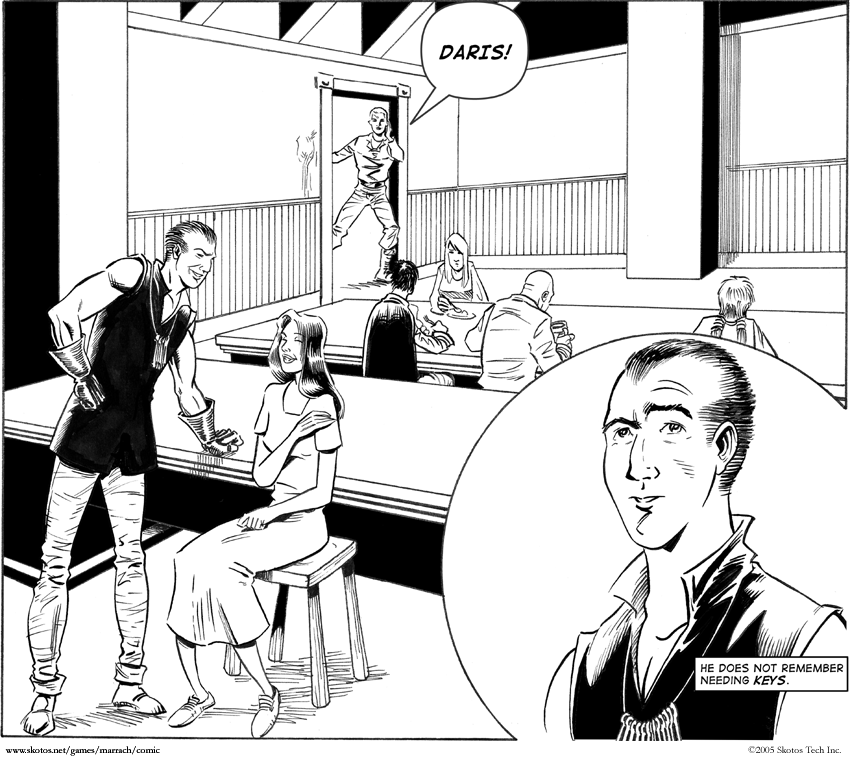 DARIS!
HE DOES NOT REMEMBER
NEEDING KEYS.
www.skotos.net/games/marrach/comic
©2005 Skotos Tech Inc.